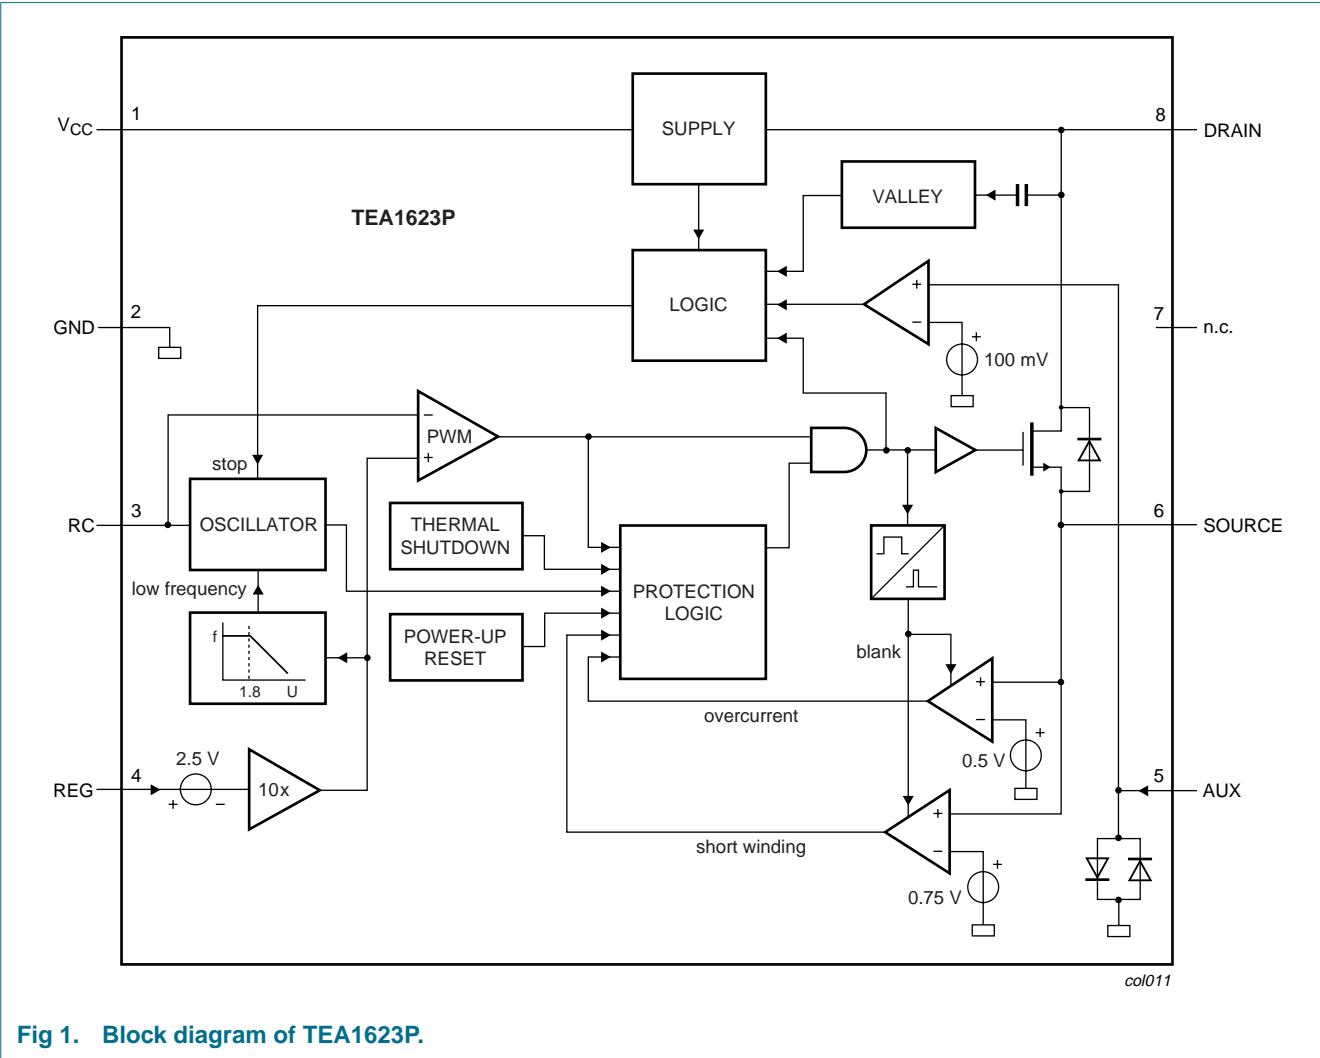 1
VCC
SUPPLY
8
DRAIN
VALLEY
TEA1623P
2
GND
LOGIC
+
−
+
100 mV
7
n.c.
−
PWM
+
stop
3
RC
OSCILLATOR
THERMAL
SHUTDOWN
6
SOURCE
low frequency
PROTECTION
LOGIC
f
1.8
U
POWER-UP
RESET
blank
+
−
+
0.5 V
overcurrent
2.5 V
4
REG
+
−
10x
5
AUX
+
−
+
0.75 V
short winding
col011
Fig 1. Block diagram of TEA1623P.